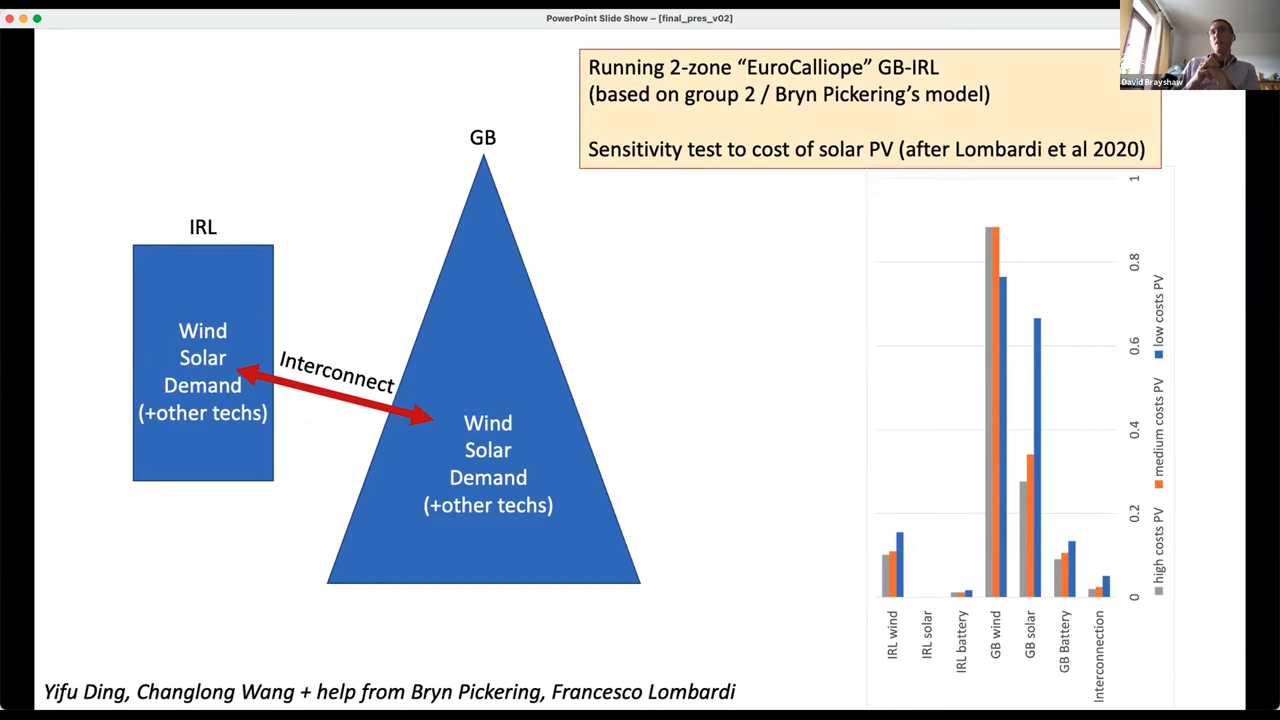 PowerPoint Slide Show – [final_pres_v02]
David Brayshaw
Running 2-zone “EuroCalliope” GB-IRL
(based on group 2 / Bryn Pickering’s model)
Sensitivity test to cost of solar PV (after Lombardi et al 2020)
GB
IRL
Wind
Solar
Demand
(+other techs)
Interconnect
Wind
Solar
Demand
(+other techs)
0
0.2
0.4
0.6
0.8
1
IRL wind
IRL solar
IRL battery
GB wind
GB solar
GB Battery
Interconnection
high costs PV
medium costs PV
low costs PV
Yifu Ding, Changlong Wang + help from Bryn Pickering, Francesco Lombardi